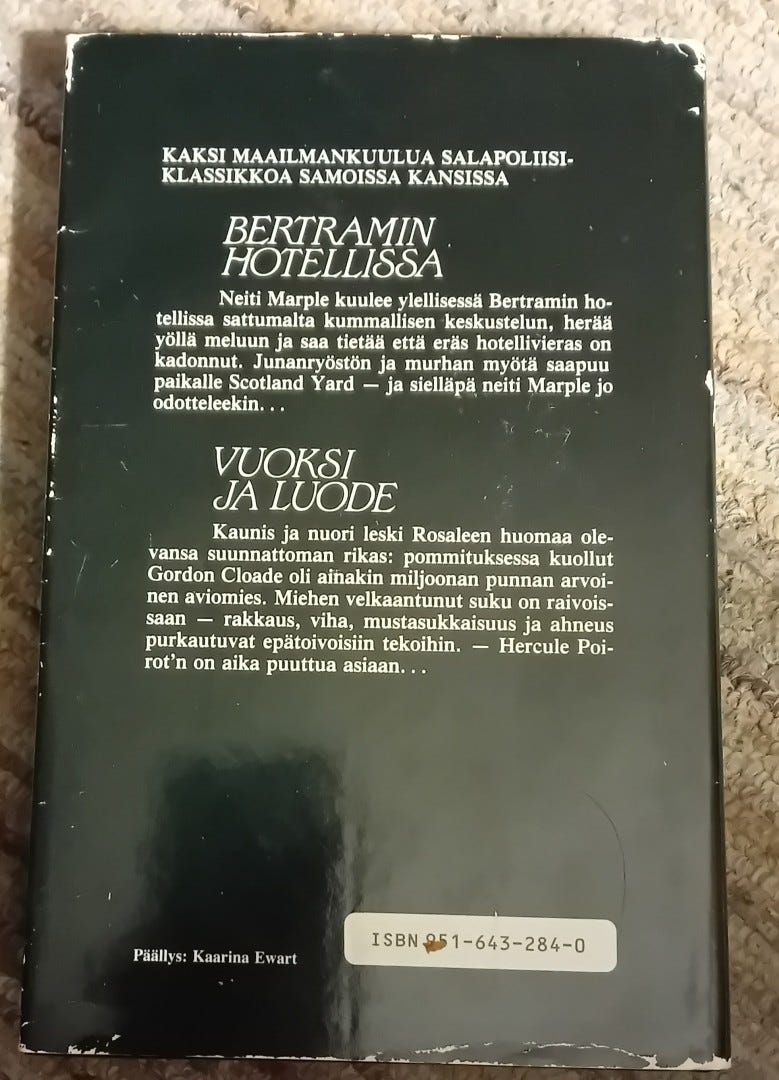 KAKSI MAAILMANKUULUA SALAPOLIISI-
KLASSIKKOA SAMOISSA KANSISSA
BERTRAMIN
HOTELLISSA
Neiti Marple kuulee ylellisessä Bertramin ho-
tellissa sattumalta kummallisen keskustelun, herää
yöllä meluun ja saa tietää että eräs hotellivieras on
kadonnut. Junanryöstön ja murhan myötä saapuu
paikalle Scotland Yard — ja sielläpä neiti Marple jo
odotteleekin...
VUOKSI
JA LUODE
Kaunis ja nuori leski Rosaleen huomaa ole-
vansa suunnattoman rikas: pommituksessa kuollut
Gordon Cloade oli ainakin miljoonan punnan arvoi-
nen aviomies. Miehen velkaantunut suku on raivois-
saan — rakkaus, viha, mustasukkaisuus ja ahneus
purkautuvat epätoivoisiin tekoihin. — Hercule Poi-
rot'n on aika puuttua asiaan...
ISBN 951-643-284-0
Päällys: Kaarina Ewart